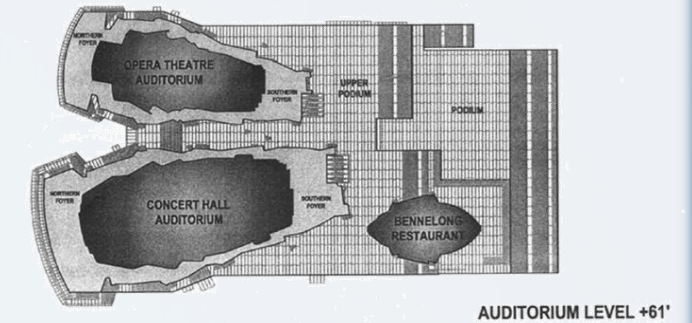 NORTHERN
FOYER
OPERA THEATRE
AUDITORIUM
SOUTHERN
FOYER
UPPER
PODIUM
PODIUM
NORTHERN
FOYER
CONCERT HALL
AUDITORIUM
SOUTHERN
FOYER
BENNELONG
RESTAURANT
AUDITORIUM LEVEL +61'